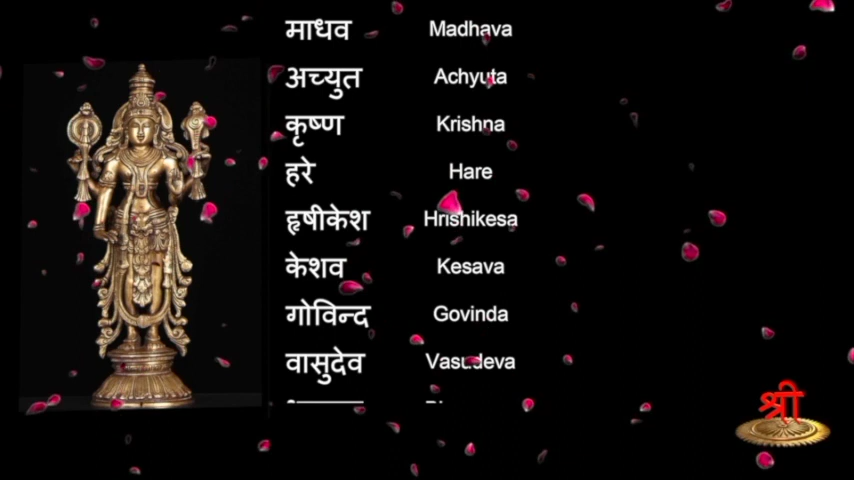 माधव Madhava
अच्युत Achyuta
कृष्ण Krishna
हरे Hare
हृषीकेश Hrishikesa
केशव Kesava
गोविन्द Govinda
वासुदेव Vasudeva
श्री